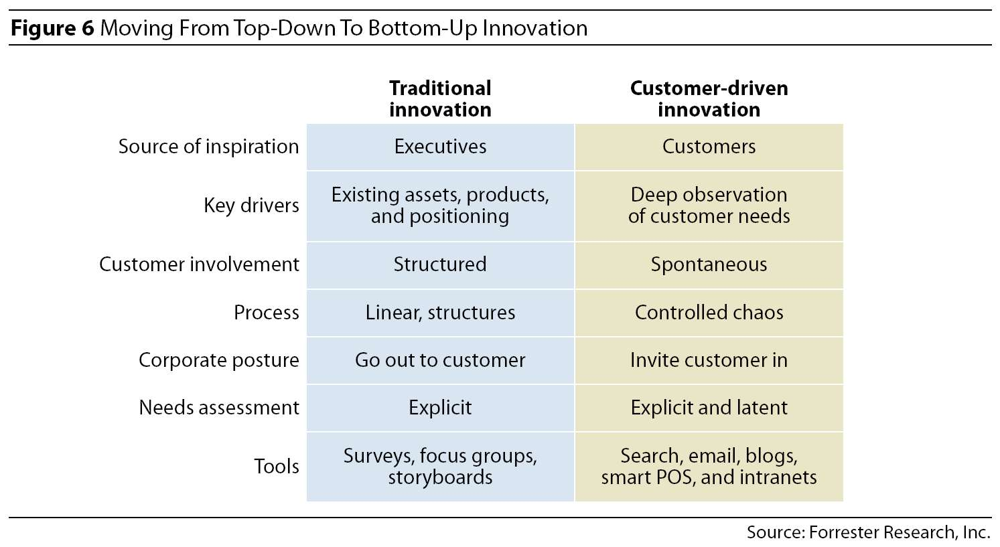 Figure 6 Moving From Top-Down To Bottom-Up Innovation
Traditional
innovation
Customer-driven
innovation
Source of inspiration
Executives
Customers
Key drivers
Existing assets, products,
and positioning
Deep observation
of customer needs
Customer involvement
Structured
Spontaneous
Process
Linear, structures
Controlled chaos
Corporate posture
Go out to customer
Invite customer in
Needs assessment
Explicit
Explicit and latent
Tools
Surveys, focus groups,
storyboards
Search, email, blogs,
smart POS, and intranets
Source: Forrester Research, Inc.